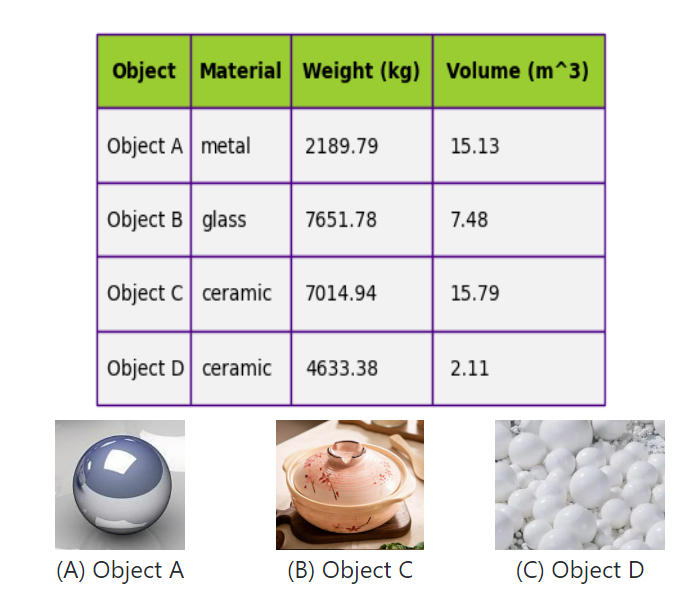 Object Material Weight (kg) Volume (m^3)
Object A metal 2189.79 15.13
Object B glass 7651.78 7.48
Object C ceramic 7014.94 15.79
Object D ceramic 4633.38 2.11
(A) Object A (B) Object C (C) Object D